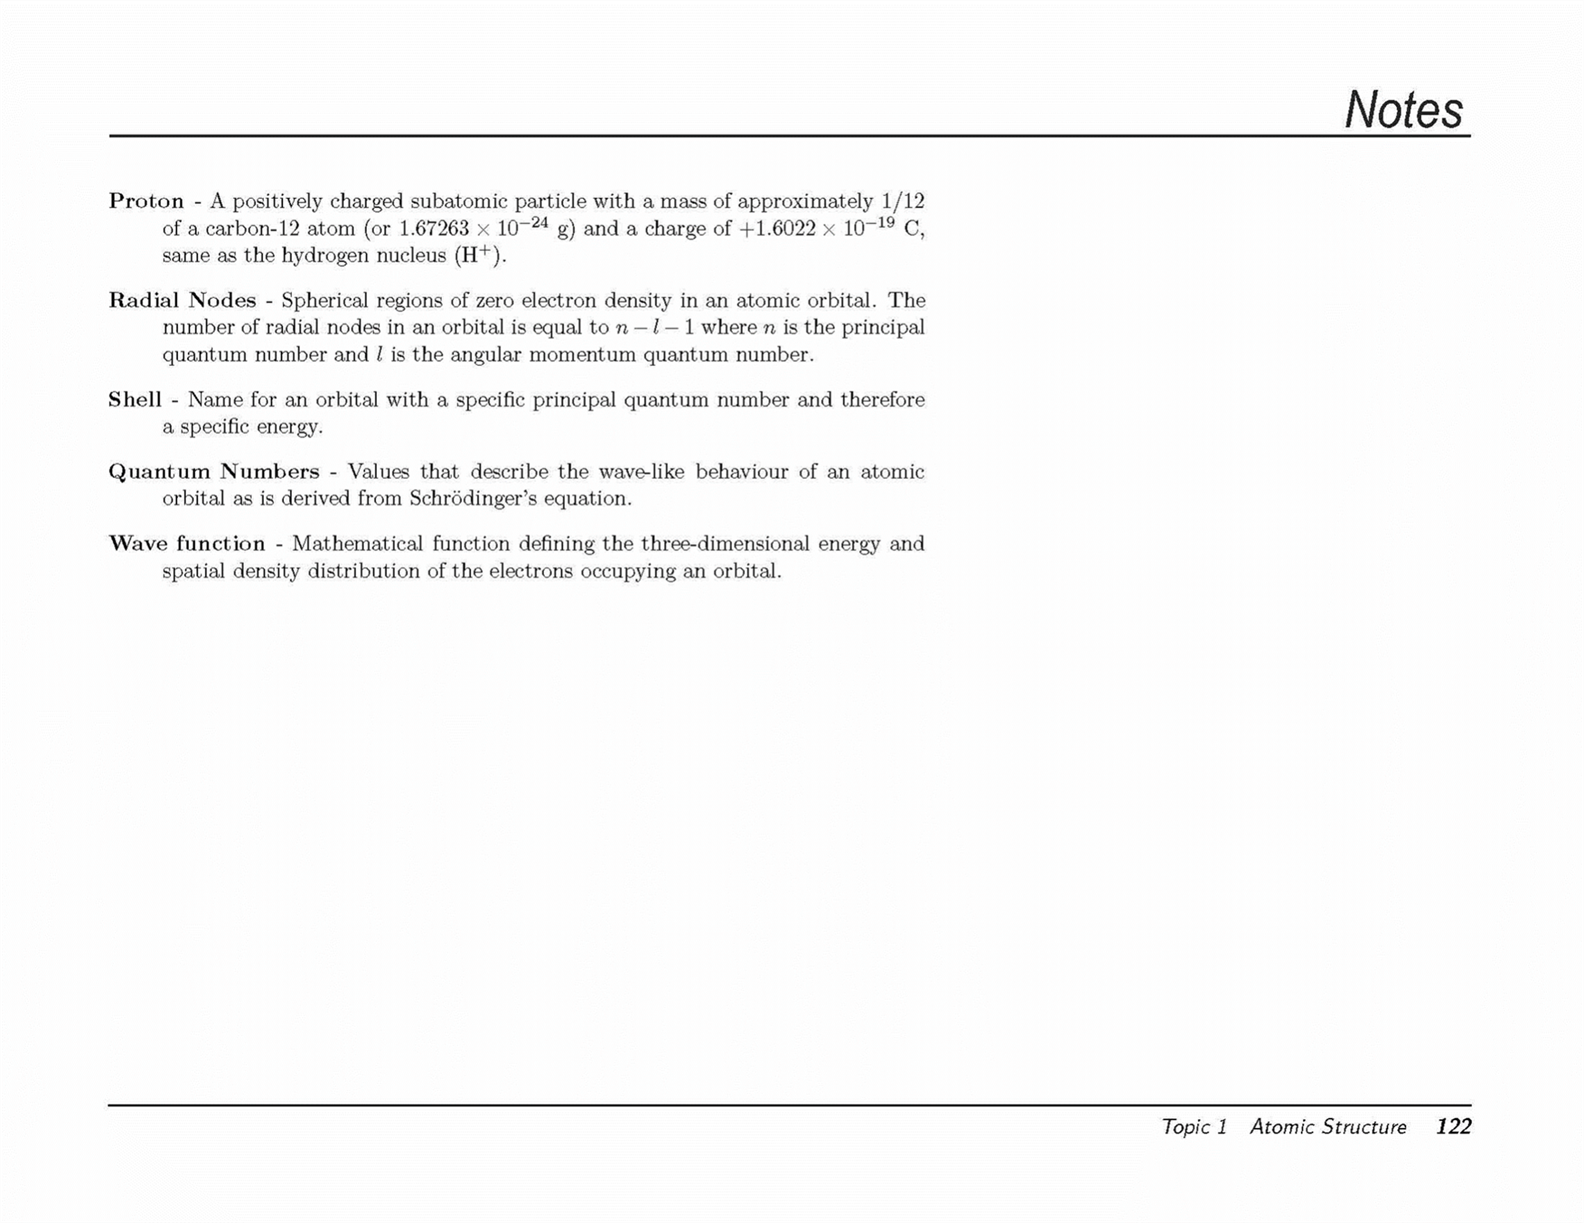 Notes
Proton - A positively charged subatomic particle with a mass of approximately 1/12
of a carbon-12 atom (or 1.67263 × 10⁻²⁴ g) and a charge of +1.6022 × 10⁻¹⁹ C,
same as the hydrogen nucleus (H⁺).
Radial Nodes - Spherical regions of zero electron density in an atomic orbital. The
number of radial nodes in an orbital is equal to n − l − 1 where n is the principal
quantum number and l is the angular momentum quantum number.
Shell - Name for an orbital with a specific principal quantum number and therefore
a specific energy.
Quantum Numbers - Values that describe the wave-like behaviour of an atomic
orbital as is derived from Schrödinger's equation.
Wave function - Mathematical function defining the three-dimensional energy and
spatial density distribution of the electrons occupying an orbital.
Topic 1 Atomic Structure 122